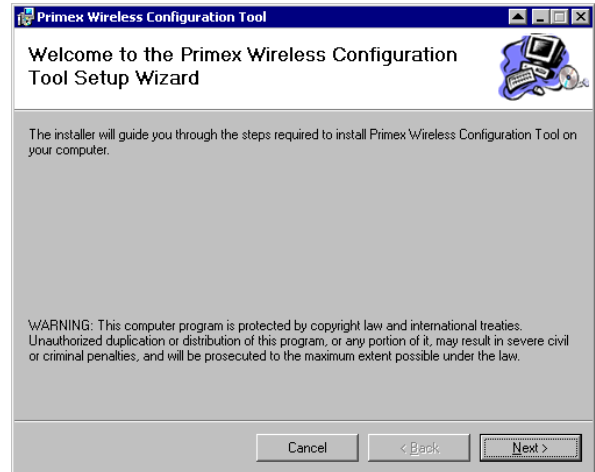 Primex Wireless Configuration Tool
Welcome to the Primex Wireless Configuration
Tool Setup Wizard
The installer will guide you through the steps required to install Primex Wireless Configuration Tool on
your computer.
WARNING: This computer program is protected by copyright law and international treaties.
Unauthorized duplication or distribution of this program, or any portion of it, may result in severe civil
or criminal penalties, and will be prosecuted to the maximum extent possible under the law.
Cancel
< Back
Next >